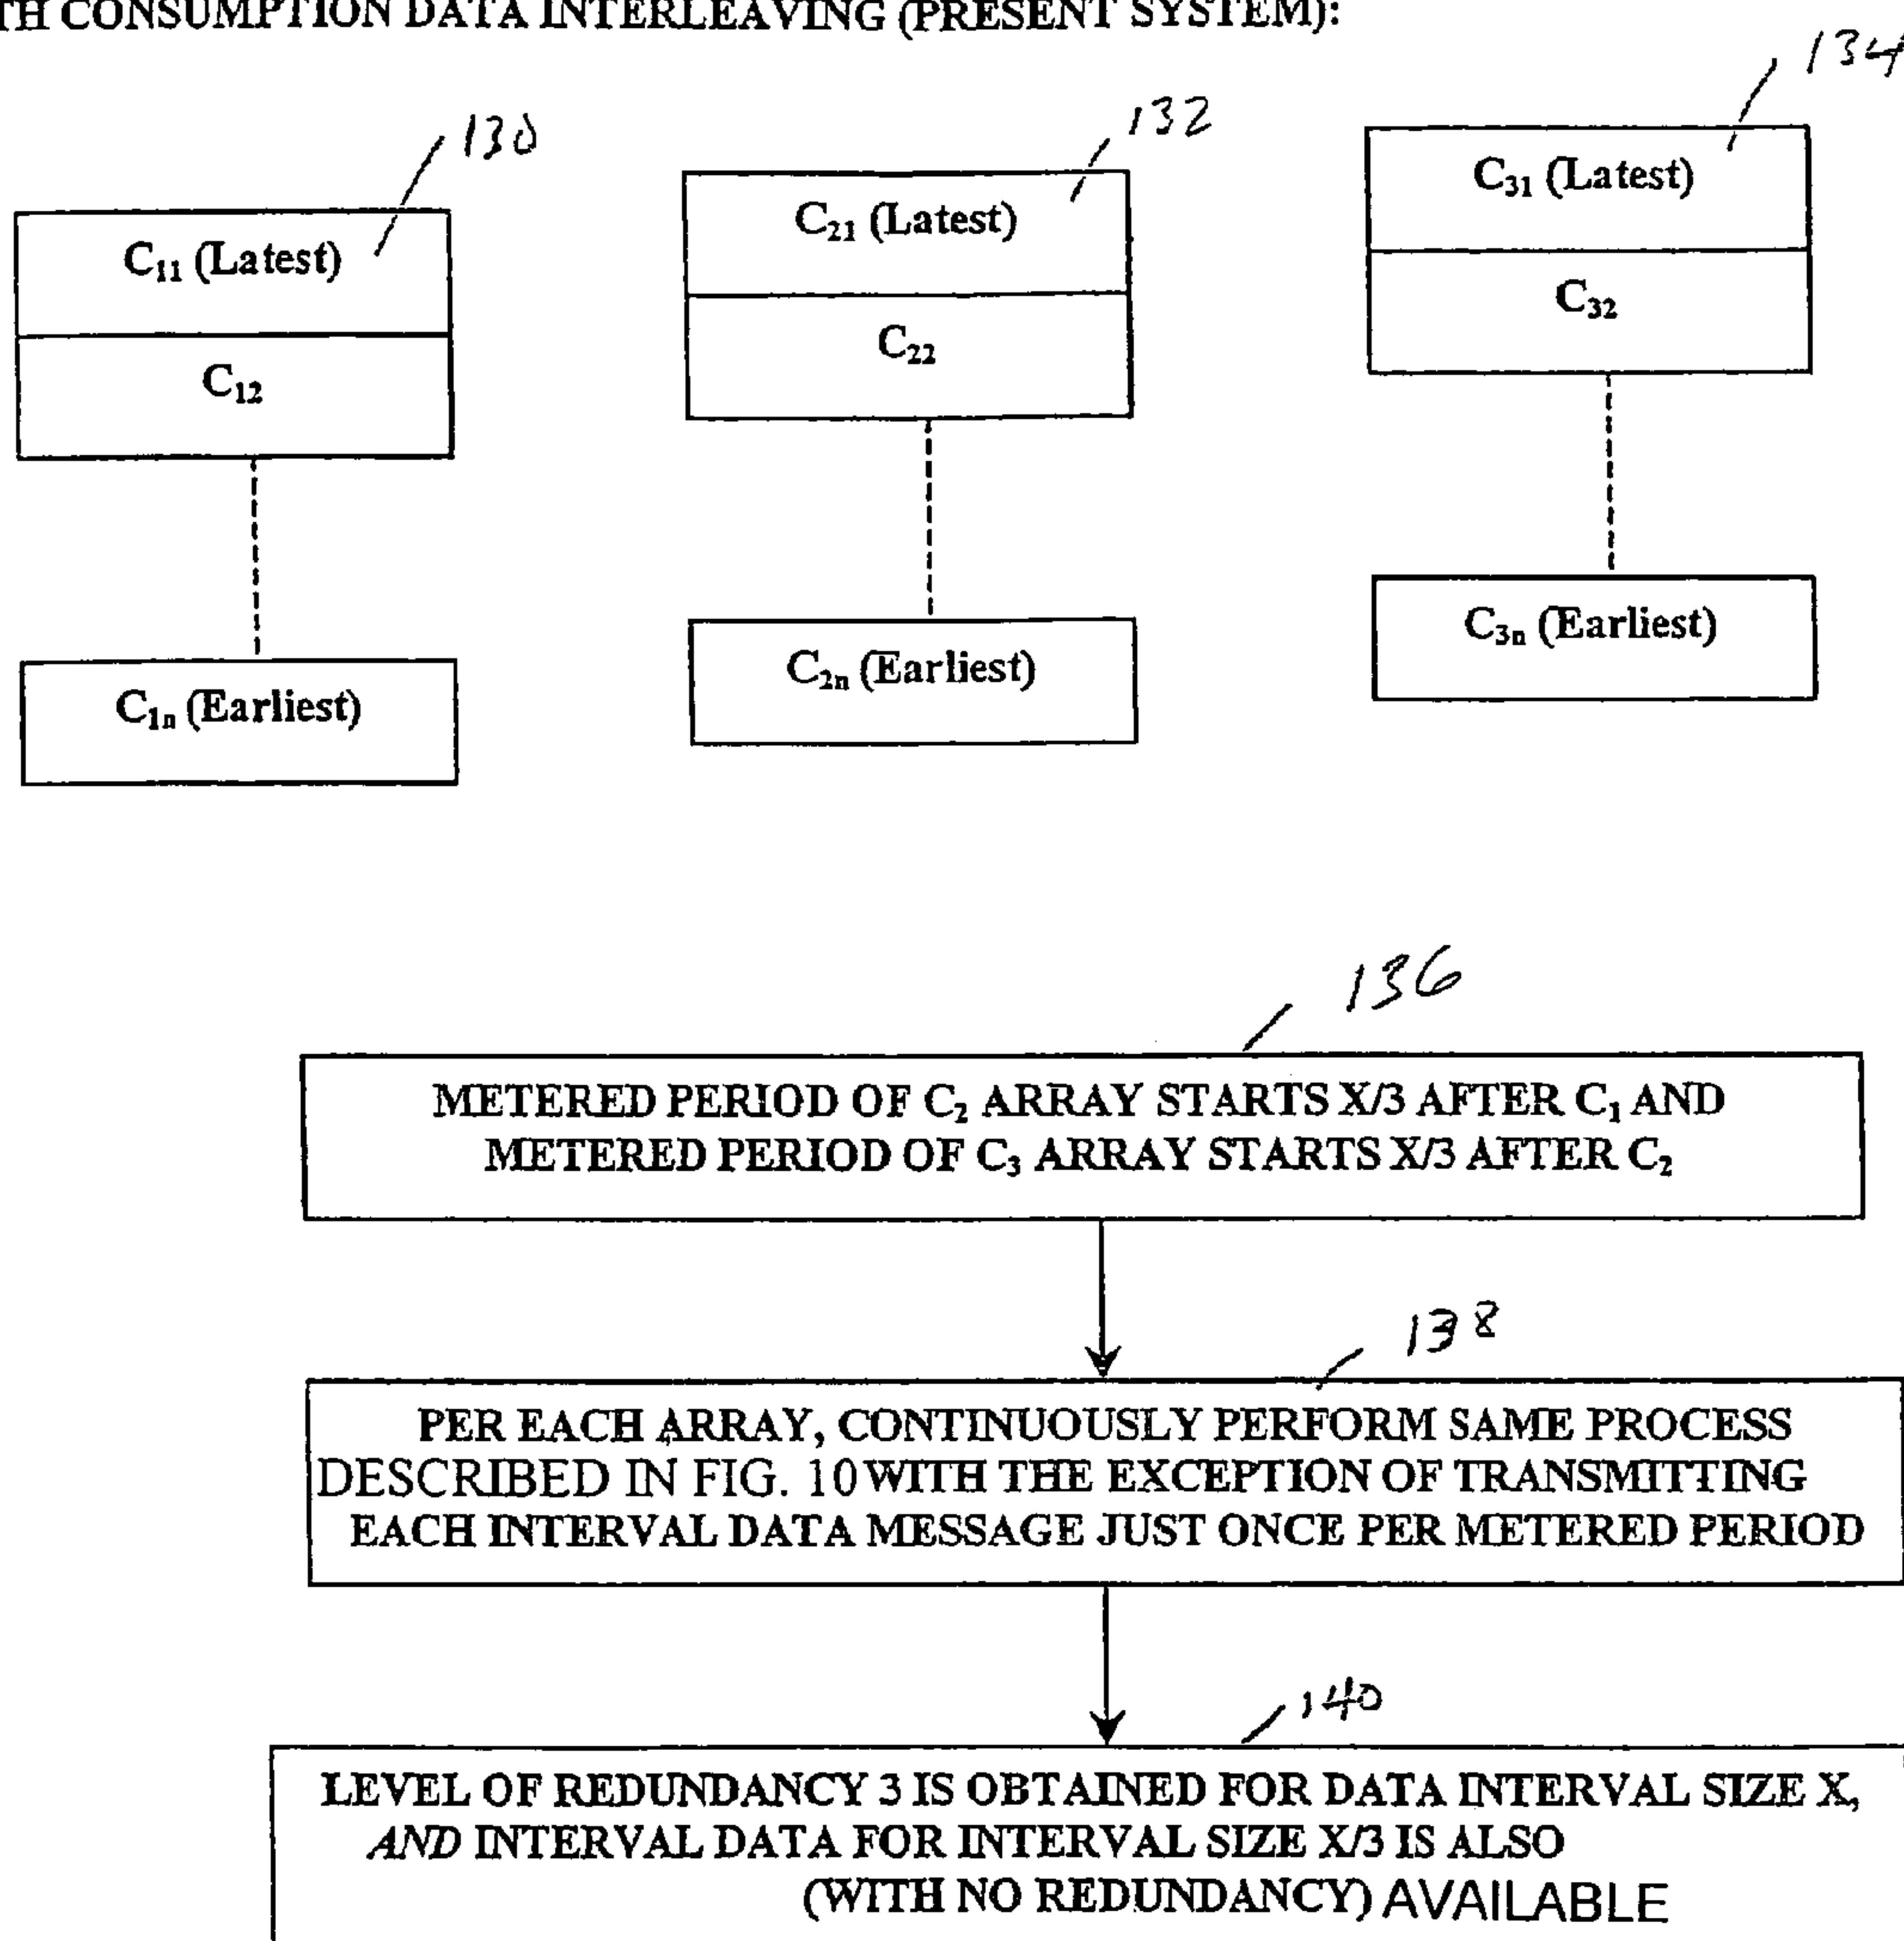 TH CONSUMPTION DATA INTERLEAVING (PRESENT SYSTEM):
130
132
134
C₁₁ (Latest)
C₁₂
C₁ₙ (Earliest)
C₂₁ (Latest)
C₂₂
C₂ₙ (Earliest)
C₃₁ (Latest)
C₃₂
C₃ₙ (Earliest)
136
METERED PERIOD OF C₂ ARRAY STARTS X/3 AFTER C₁ AND
METERED PERIOD OF C₃ ARRAY STARTS X/3 AFTER C₂
138
PER EACH ARRAY, CONTINUOUSLY PERFORM SAME PROCESS
DESCRIBED IN FIG. 10 WITH THE EXCEPTION OF TRANSMITTING
EACH INTERVAL DATA MESSAGE JUST ONCE PER METERED PERIOD
140
LEVEL OF REDUNDANCY 3 IS OBTAINED FOR DATA INTERVAL SIZE X,
AND INTERVAL DATA FOR INTERVAL SIZE X/3 IS ALSO
(WITH NO REDUNDANCY) AVAILABLE